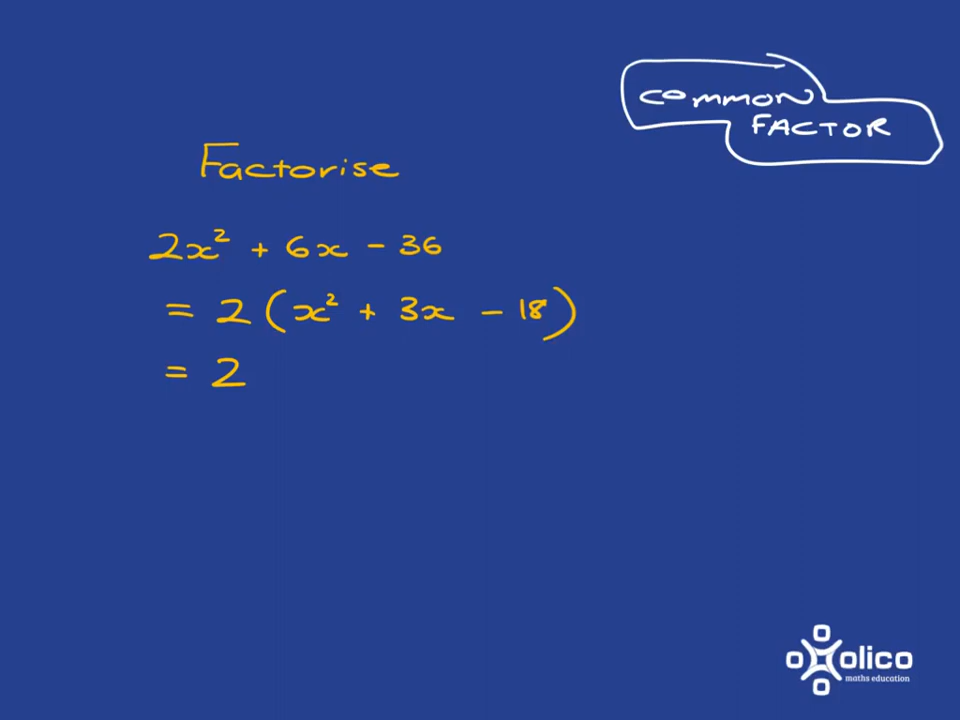 COMMON
FACTOR
Factorise
2x² + 6x - 36
= 2 (x² + 3x - 18)
= 2
olico
maths education